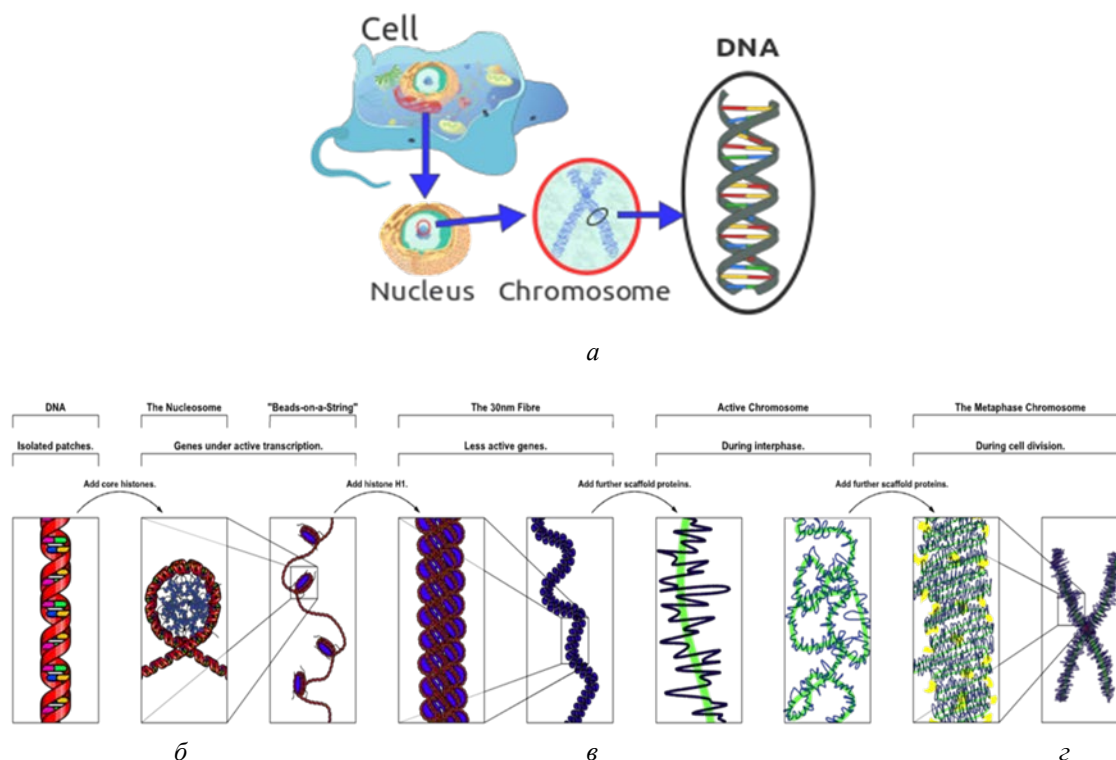 Cell
DNA
Nucleus
Chromosome
а
DNA
The Nucleosome
"Beads-on-a-String"
The 30nm Fibre
Active Chromosome
The Metaphase Chromosome
Isolated patches.
Genes under active transcription.
Less active genes.
During interphase.
During cell division.
Add core histones.
Add histone H1.
Add further scaffold proteins.
Add further scaffold proteins.
б
в
г